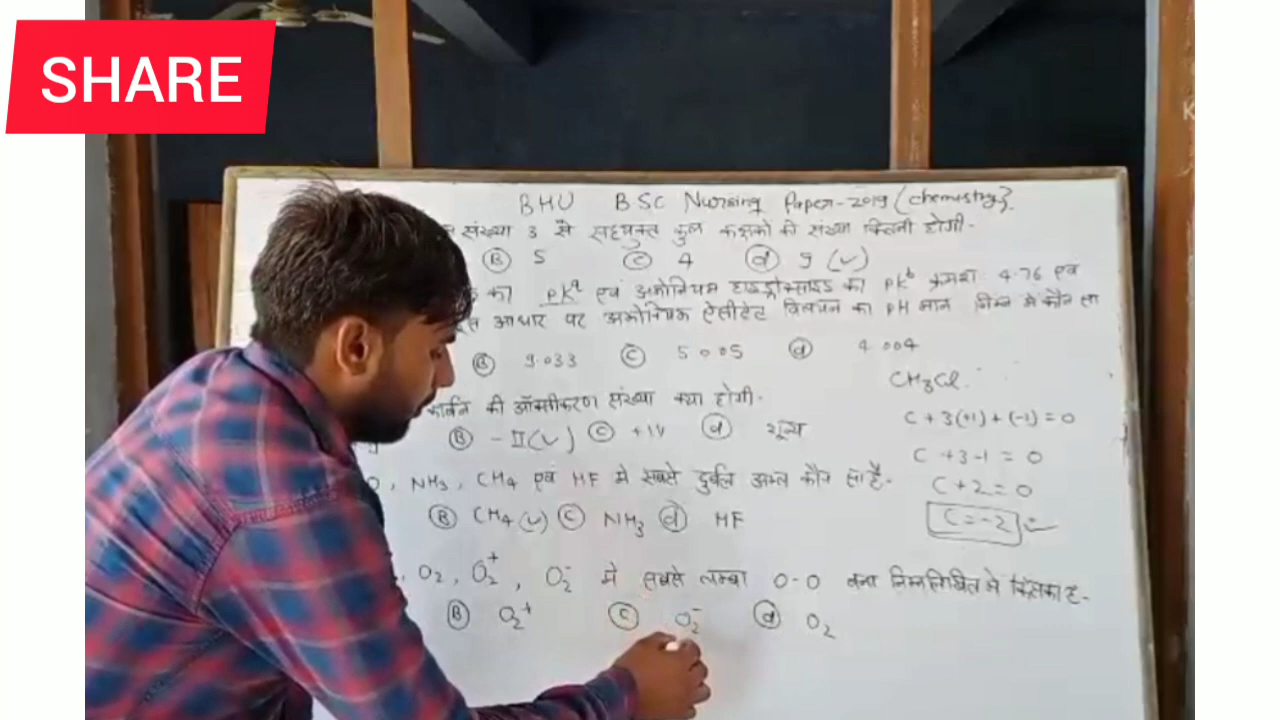 SHARE
BHU BSC Nursing Paper-2019 (chemistry).
संख्या 3 से सहयुक्त कुल कक्षको की संख्या कितनी होगी-
(B) 5 (C) 4 (d) 9 (✓)
का pKa एवं अमोनियम हाइड्रोक्साइड का pKb क्रमश: 4.76 एवं
आधार पर अमोनियम ऐसीटेट विलयन का PH मान निम्न मे कौन सा
(B) 9.033 (C) 5.005 (d) 4.004
CH3Cl
कार्बन की ऑक्सीकरण संख्या क्या होगी-
C+3(+1)+(-1)=0
(B) -II(✓) (C) +IV (d) शून्य
C+3-1=0
C+2=0
O, NH3, CH4 एवं HF मे सबसे दुर्बल अम्ल कौन सा है-
(B) CH4(✓) (C) NH3 (d) HF
C=-2
, O2, O2+, O2- मे सबसे लम्बा O-O निम्नलिखित मे किसका है-
(B) O2+ (C) O2- (d) O2